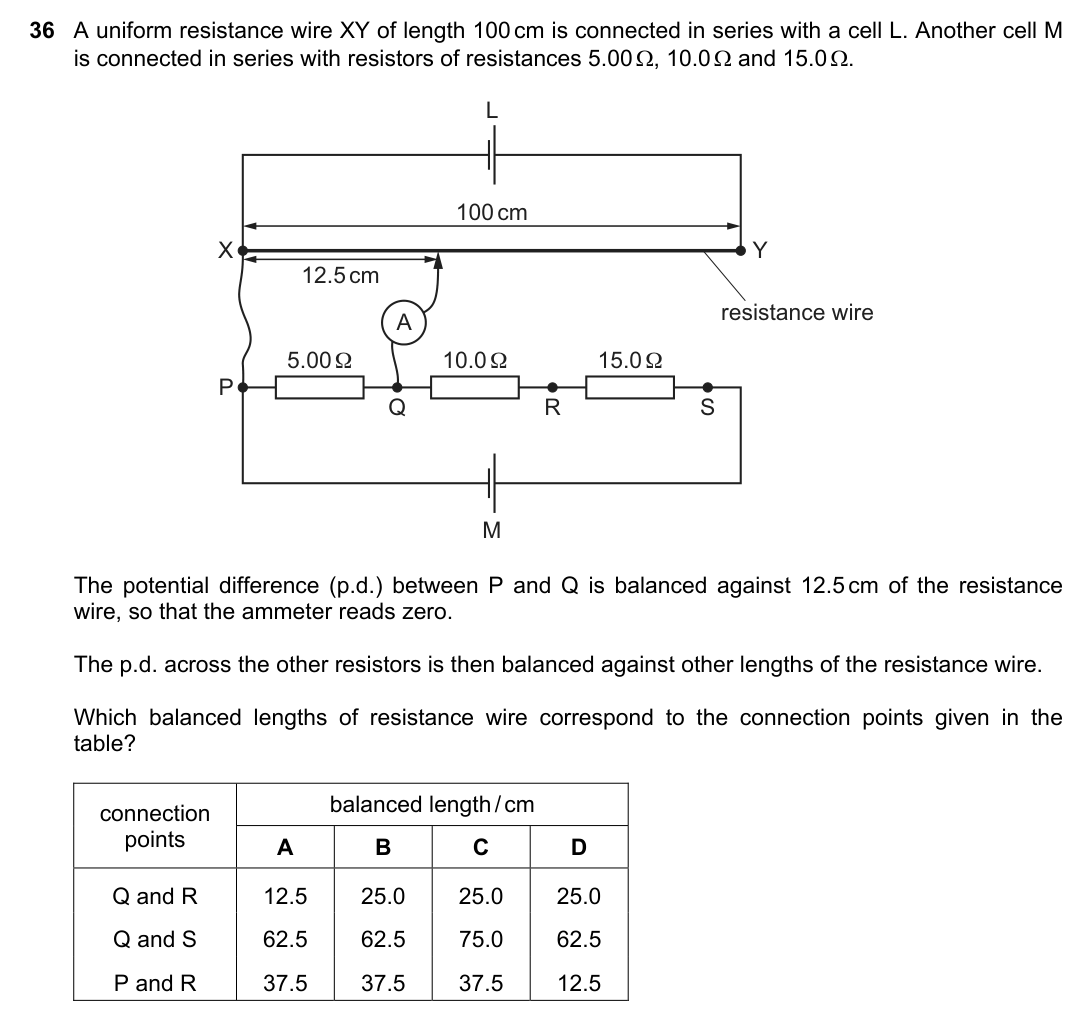 36 A uniform resistance wire XY of length 100 cm is connected in series with a cell L. Another cell M
is connected in series with resistors of resistances 5.00 Ω, 10.0 Ω and 15.0 Ω.
L
100 cm
X
Y
12.5 cm
resistance wire
A
5.00 Ω
10.0 Ω
15.0 Ω
P
Q
R
S
M
The potential difference (p.d.) between P and Q is balanced against 12.5 cm of the resistance
wire, so that the ammeter reads zero.
The p.d. across the other resistors is then balanced against other lengths of the resistance wire.
Which balanced lengths of resistance wire correspond to the connection points given in the
table?
connection
points
balanced length / cm
A B C D
Q and R 12.5 25.0 25.0 25.0
Q and S 62.5 62.5 75.0 62.5
P and R 37.5 37.5 37.5 12.5